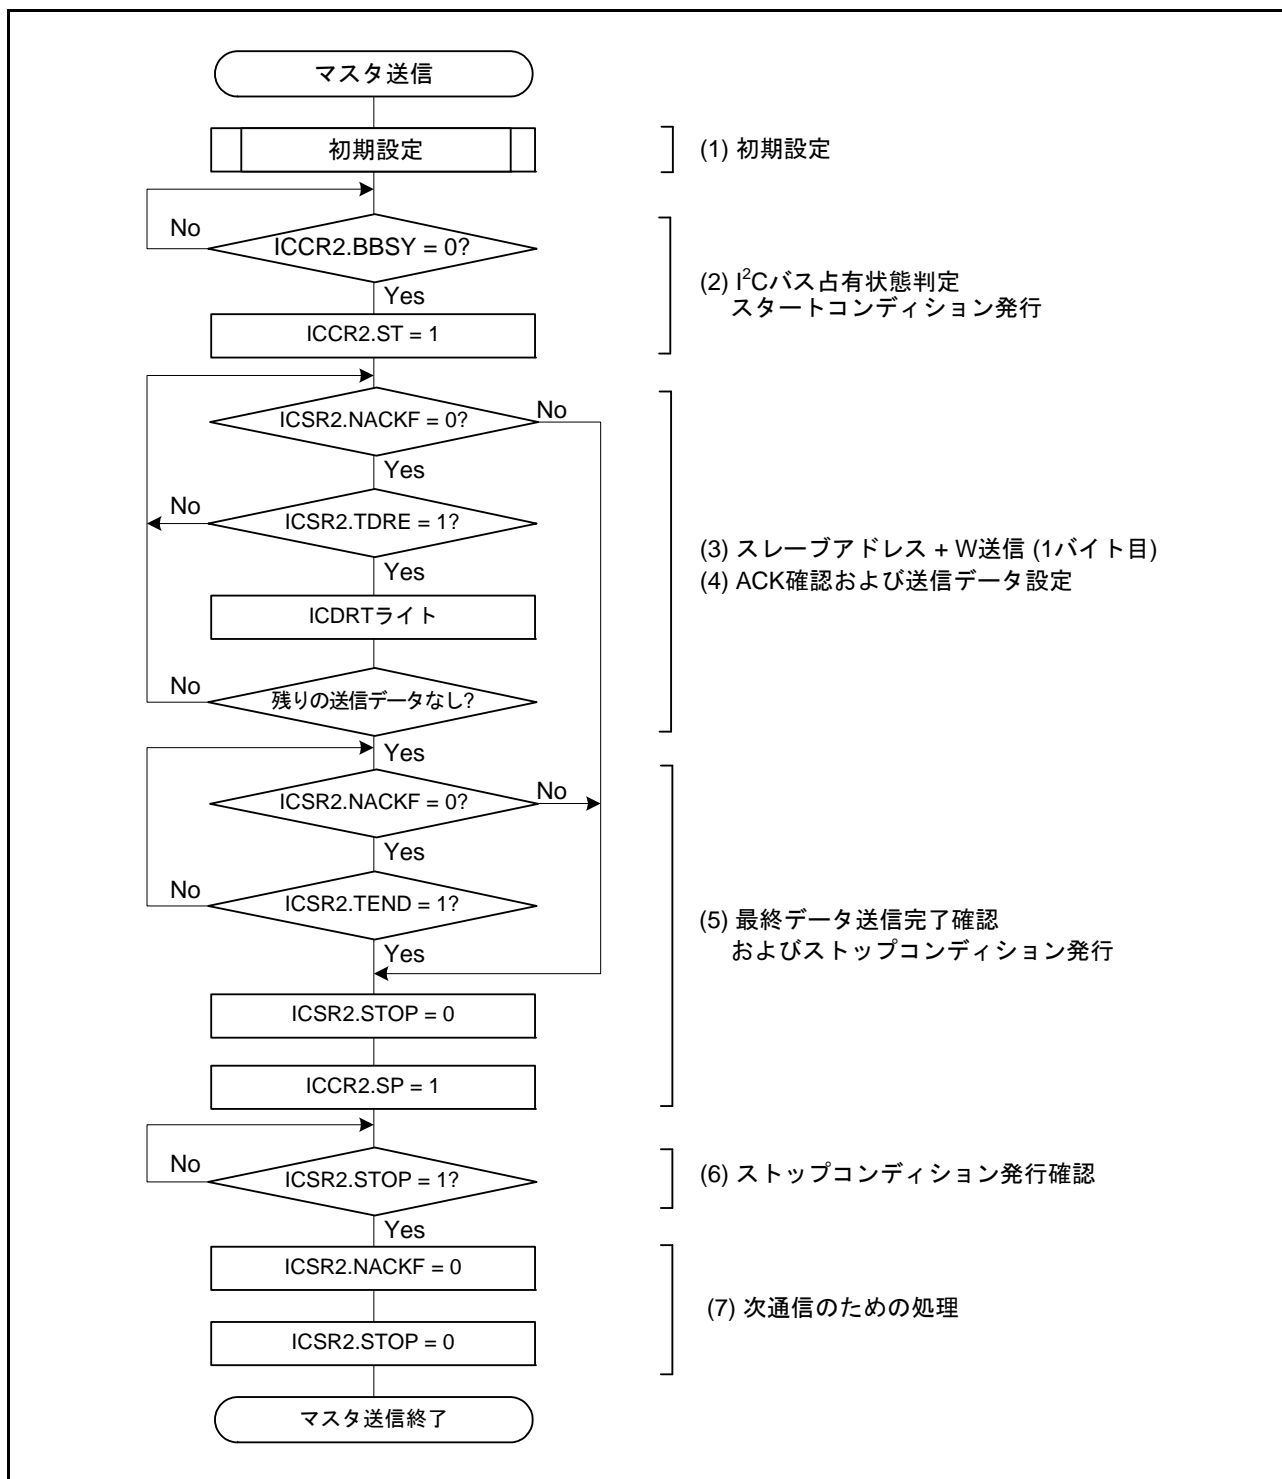 マスタ送信
初期設定
(1) 初期設定
No
ICCR2.BBSY = 0?
Yes
(2) I²Cバス占有状態判定
スタートコンディション発行
ICCR2.ST = 1
ICSR2.NACKF = 0?
No
Yes
No
ICSR2.TDRE = 1?
Yes
(3) スレーブアドレス + W送信 (1バイト目)
(4) ACK確認および送信データ設定
ICDRTライト
No
残りの送信データなし?
Yes
ICSR2.NACKF = 0?
No
Yes
No
ICSR2.TEND = 1?
Yes
(5) 最終データ送信完了確認
およびストップコンディション発行
ICSR2.STOP = 0
ICCR2.SP = 1
No
ICSR2.STOP = 1?
Yes
(6) ストップコンディション発行確認
ICSR2.NACKF = 0
(7) 次通信のための処理
ICSR2.STOP = 0
マスタ送信終了